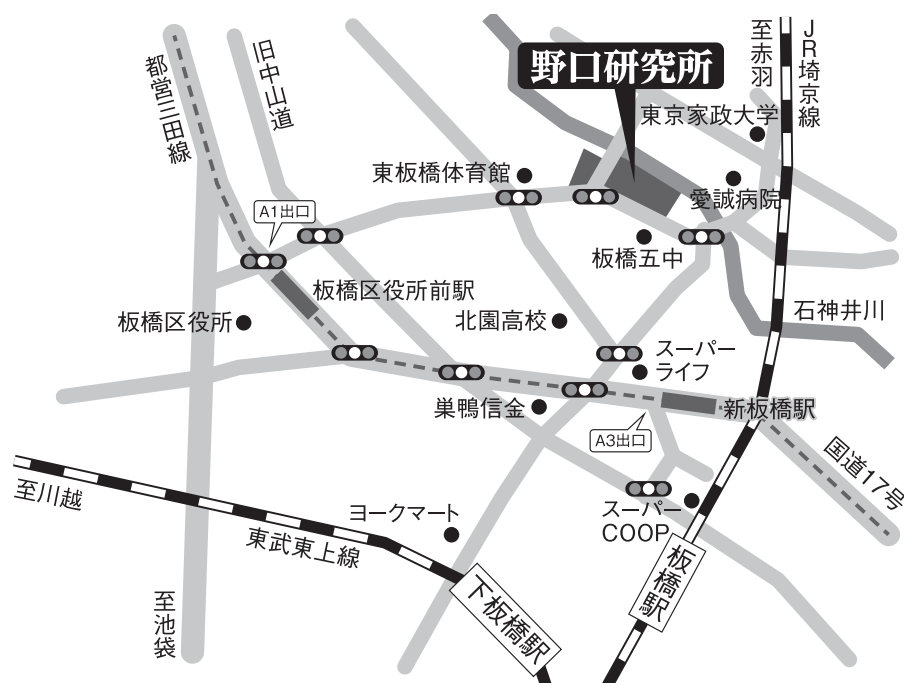 野口研究所
至赤羽
JR埼京線
都営三田線
旧中山道
東京家政大学
東板橋体育館
愛誠病院
A1出口
板橋五中
板橋区役所前駅
石神井川
板橋区役所
北園高校
スーパー
ライフ
巣鴨信金
新板橋駅
A3出口
国道17号
至川越
東武東上線
ヨークマート
スーパー
COOP
板橋駅
下板橋駅
至池袋